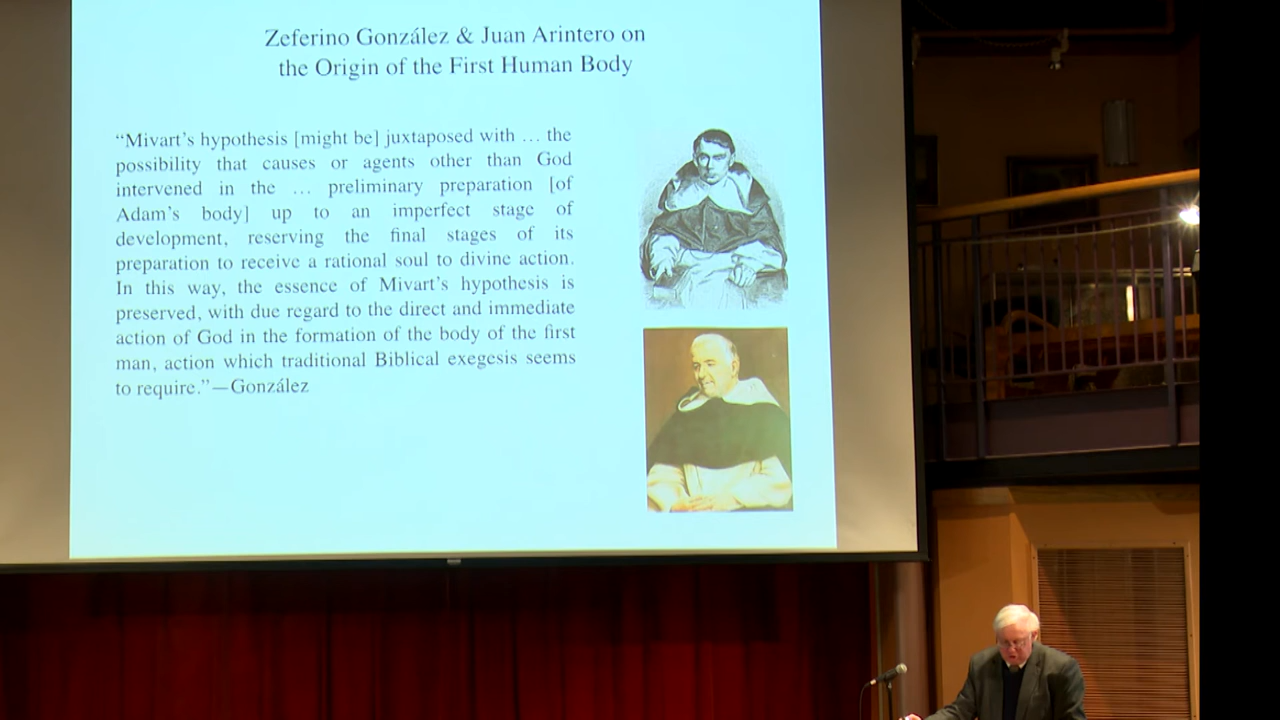 Zeferino González & Juan Arintero on
the Origin of the First Human Body
“Mivart’s hypothesis [might be] juxtaposed with … the
possibility that causes or agents other than God
intervened in the … preliminary preparation [of
Adam’s body] up to an imperfect stage of
development, reserving the final stages of its
preparation to receive a rational soul to divine action.
In this way, the essence of Mivart’s hypothesis is
preserved, with due regard to the direct and immediate
action of God in the formation of the body of the first
man, action which traditional Biblical exegesis seems
to require.”—González